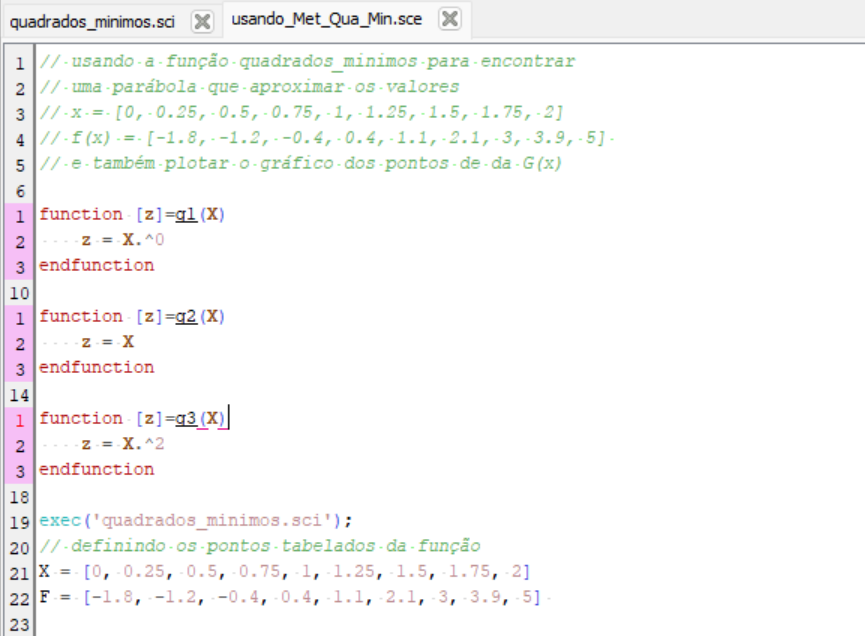 quadrados_minimos.sci usando_Met_Qua_Min.sce
1 // usando a função quadrados_minimos para encontrar
2 // uma parábola que aproximar os valores
3 // x = [0, 0.25, 0.5, 0.75, 1, 1.25, 1.5, 1.75, 2]
4 // f(x) = [-1.8, -1.2, -0.4, 0.4, 1.1, 2.1, 3, 3.9, 5]
5 // e também plotar o gráfico dos pontos de da G(x)
6
1 function [z]=g1(X)
2     z = X.^0
3 endfunction
10
1 function [z]=g2(X)
2     z = X
3 endfunction
14
1 function [z]=g3(X)
2     z = X.^2
3 endfunction
18
19 exec('quadrados_minimos.sci');
20 // definindo os pontos tabelados da função
21 X = [0, 0.25, 0.5, 0.75, 1, 1.25, 1.5, 1.75, 2]
22 F = [-1.8, -1.2, -0.4, 0.4, 1.1, 2.1, 3, 3.9, 5]
23